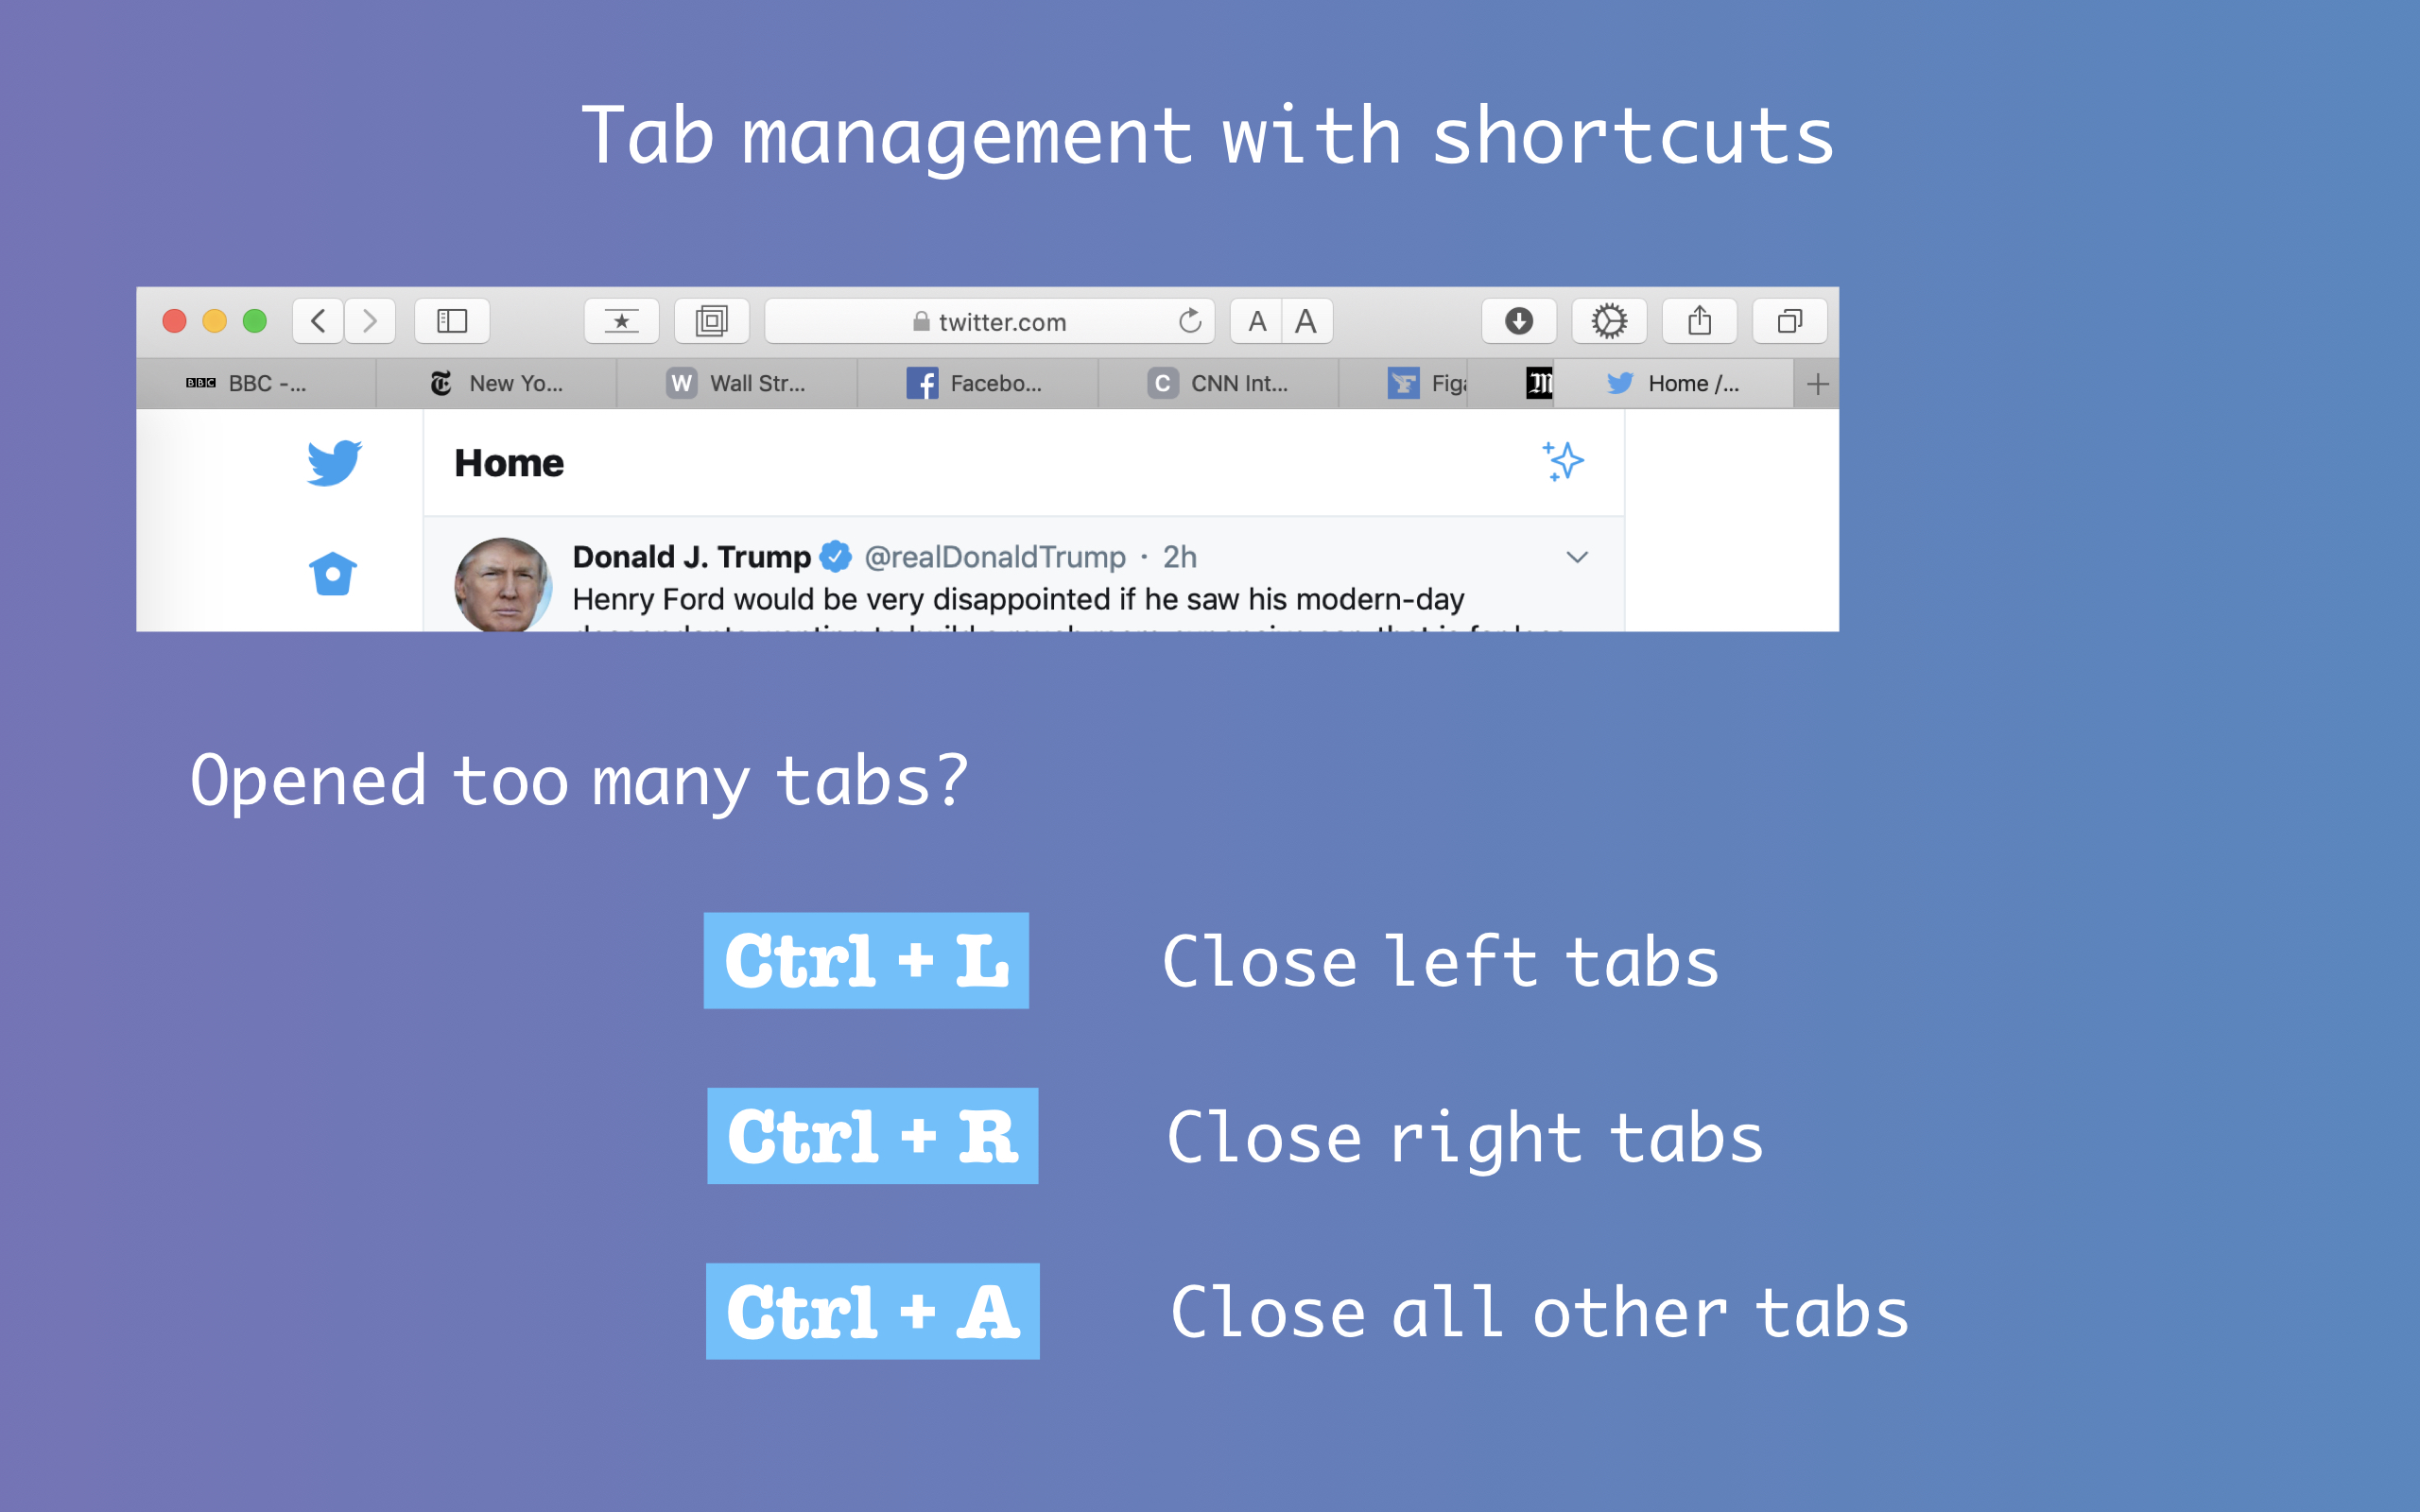 Tab management with shortcuts
twitter.com A A
BBC BBC -... New Yo... W Wall Str... f Facebo... C CNN Int... Figa M Home /...
Home
Donald J. Trump @realDonaldTrump · 2h
Henry Ford would be very disappointed if he saw his modern-day
Opened too many tabs?
Ctrl + L Close left tabs
Ctrl + R Close right tabs
Ctrl + A Close all other tabs